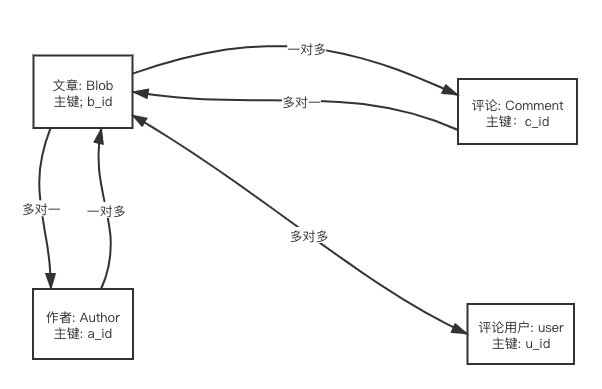 一对多
文章: Blob
主键; b_id
评论: Comment
主键：c_id
多对一
多对一
一对多
多对多
作者: Author
主键: a_id
评论用户: user
主键: u_id